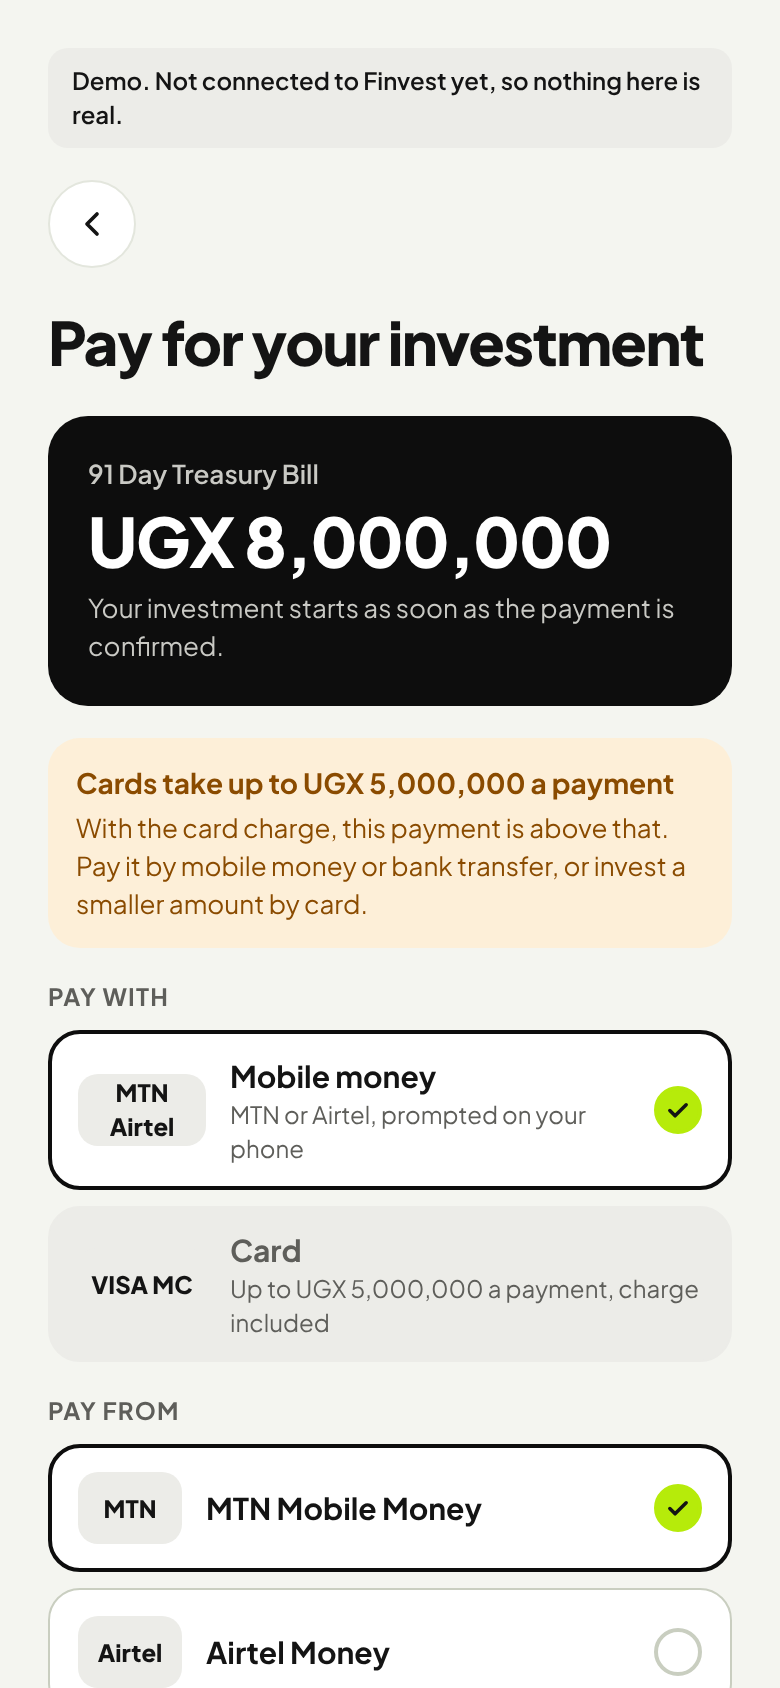 Demo. Not connected to Finvest yet, so nothing here is
real.
Pay for your investment
91 Day Treasury Bill
UGX 8,000,000
Your investment starts as soon as the payment is
confirmed.
Cards take up to UGX 5,000,000 a payment
With the card charge, this payment is above that.
Pay it by mobile money or bank transfer, or invest a
smaller amount by card.
PAY WITH
MTN
Airtel
Mobile money
MTN or Airtel, prompted on your
phone
VISA MC
Card
Up to UGX 5,000,000 a payment, charge
included
PAY FROM
MTN
MTN Mobile Money
Airtel
Airtel Money